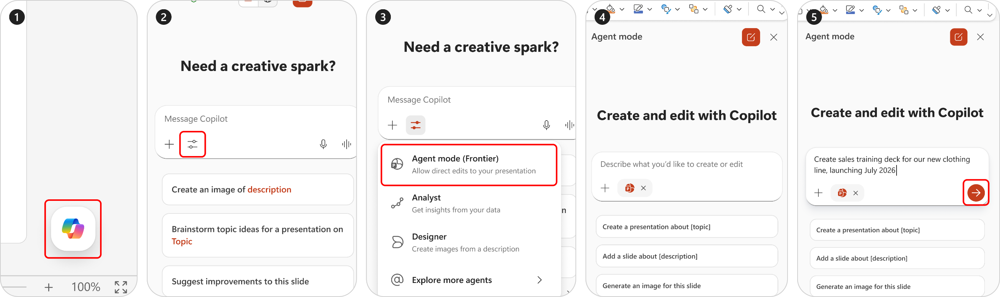 1
100%
2
Need a creative spark?
Message Copilot
Create an image of description
Brainstorm topic ideas for a presentation on
Topic
Suggest improvements to this slide
3
Need a creative spark?
Message Copilot
Agent mode (Frontier)
Allow direct edits to your presentation
Analyst
Get insights from your data
n
Designer
Create images from a description
Explore more agents
4
Agent mode
Create and edit with Copilot
Describe what you’d like to create or edit
Create a presentation about [topic]
Add a slide about [description]
Generate an image for this slide
5
Agent mode
Create and edit with Copilot
Create sales training deck for our new clothing
line, launching July 2026
Create a presentation about [topic]
Add a slide about [description]
Generate an image for this slide